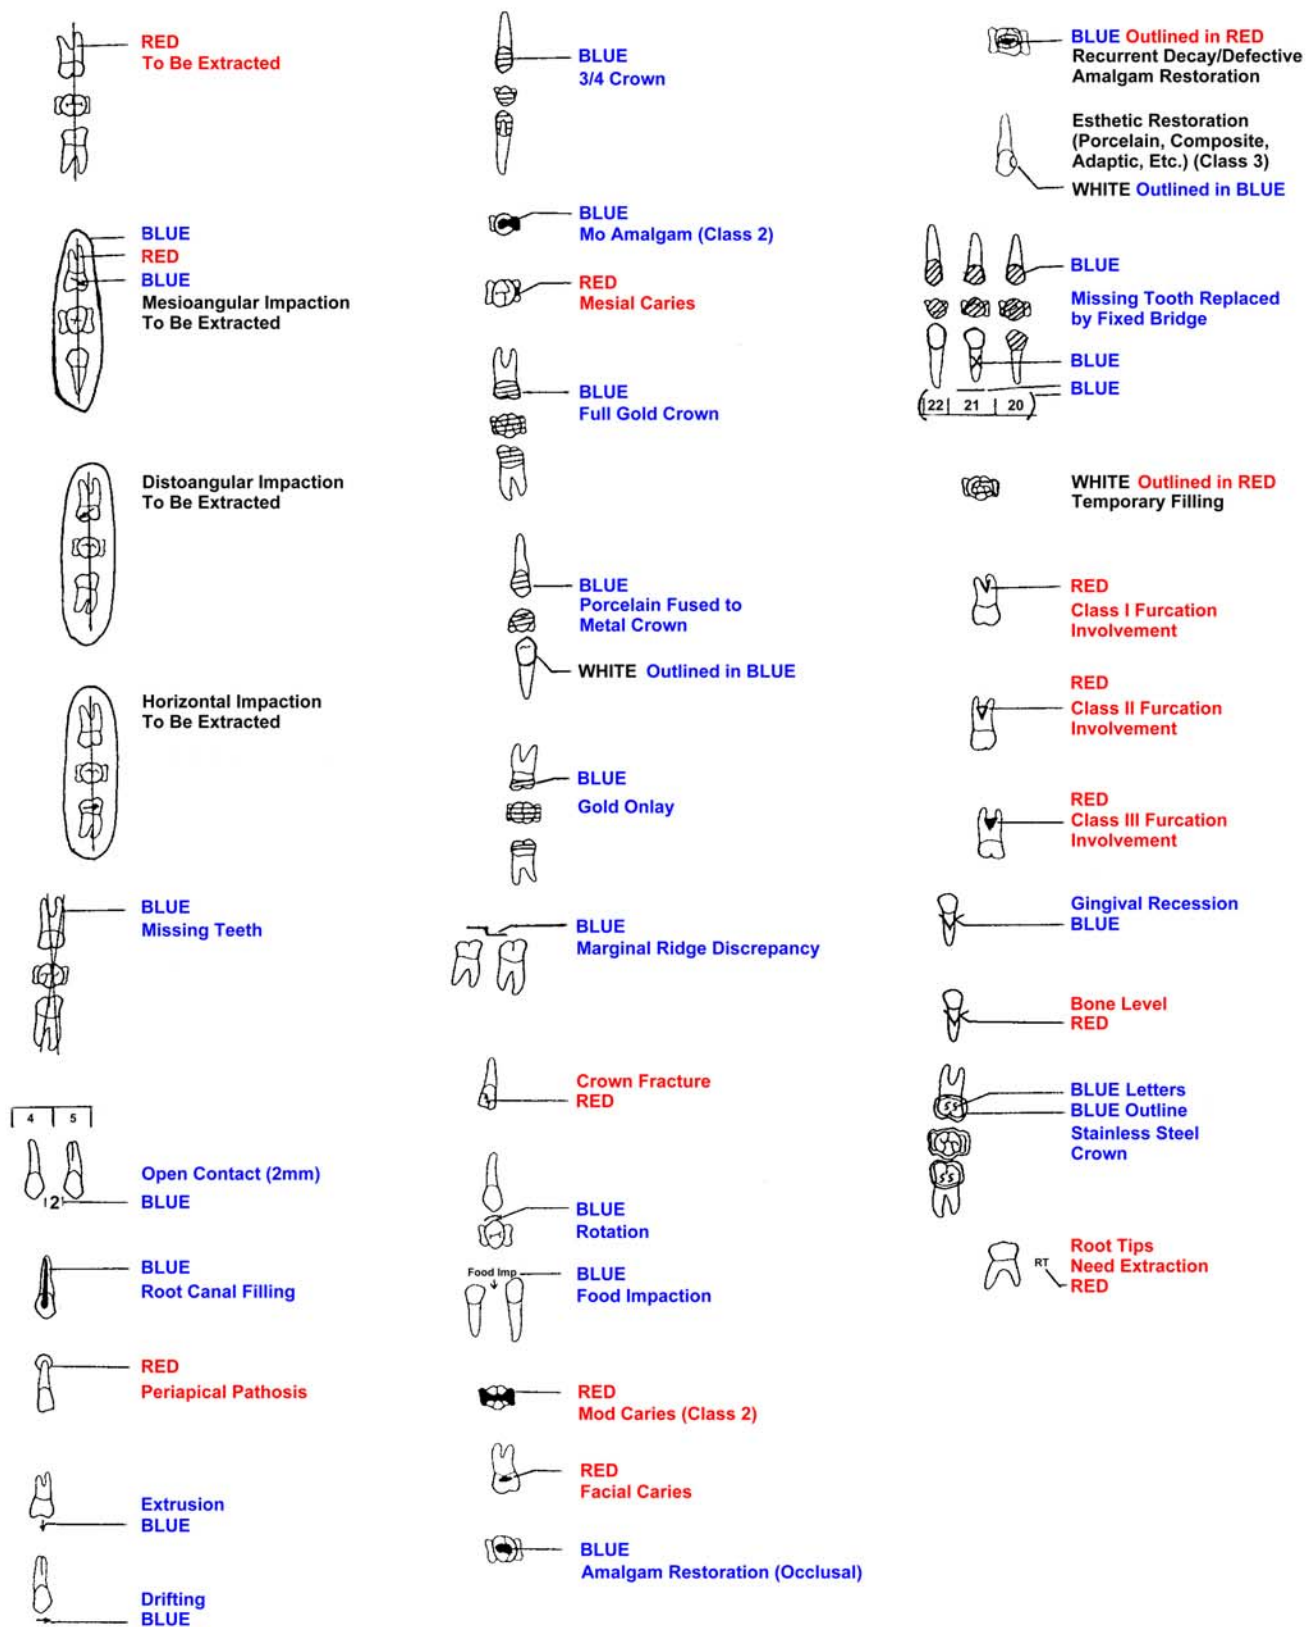 RED
To Be Extracted
BLUE
RED
BLUE
Mesioangular Impaction
To Be Extracted
Distoangular Impaction
To Be Extracted
Horizontal Impaction
To Be Extracted
BLUE
Missing Teeth
4 5
Open Contact (2mm)
2
BLUE
BLUE
Root Canal Filling
RED
Periapical Pathosis
Extrusion
BLUE
Drifting
BLUE
BLUE
3/4 Crown
BLUE
Mo Amalgam (Class 2)
RED
Mesial Caries
BLUE
Full Gold Crown
BLUE
Porcelain Fused to
Metal Crown
WHITE Outlined in BLUE
BLUE
Gold Onlay
BLUE
Marginal Ridge Discrepancy
Crown Fracture
RED
BLUE
Rotation
Food Imp
BLUE
Food Impaction
RED
Mod Caries (Class 2)
RED
Facial Caries
BLUE
Amalgam Restoration (Occlusal)
BLUE Outlined in RED
Recurrent Decay/Defective
Amalgam Restoration
Esthetic Restoration
(Porcelain, Composite,
Adaptic, Etc.) (Class 3)
WHITE Outlined in BLUE
BLUE
Missing Tooth Replaced
by Fixed Bridge
BLUE
BLUE
22 21 20
WHITE Outlined in RED
Temporary Filling
RED
Class I Furcation
Involvement
RED
Class II Furcation
Involvement
RED
Class III Furcation
Involvement
Gingival Recession
BLUE
Bone Level
RED
BLUE Letters
SS
BLUE Outline
Stainless Steel
Crown
SS
Root Tips
RT
Need Extraction
RED